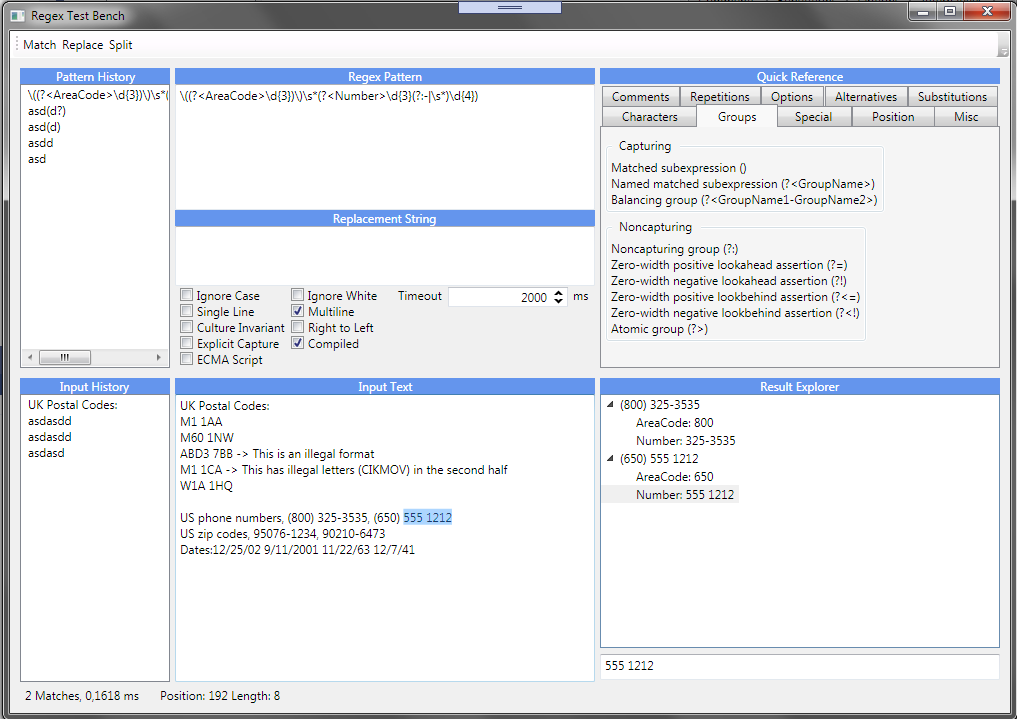 Regex Test Bench
Match Replace Split
Pattern History
\((?<AreaCode>\d{3})\)\s*(
asd(d?)
asd(d)
asdd
asd
Regex Pattern
\((?<AreaCode>\d{3})\)\s*(?<Number>\d{3}(?:-|\s*)\d{4})
Replacement String
Ignore Case
Ignore White
Timeout
2000
ms
Single Line
Multiline
Culture Invariant
Right to Left
Explicit Capture
Compiled
ECMA Script
Quick Reference
Comments
Repetitions
Options
Alternatives
Substitutions
Characters
Groups
Special
Position
Misc
Capturing
Matched subexpression ()
Named matched subexpression (?<GroupName>)
Balancing group (?<GroupName1-GroupName2>)
Noncapturing
Noncapturing group (?:)
Zero-width positive lookahead assertion (?=)
Zero-width negative lookahead assertion (?!)
Zero-width positive lookbehind assertion (?<=)
Zero-width negative lookbehind assertion (?<!)
Atomic group (?>)
Input History
UK Postal Codes:
asdasdd
asdasdd
asdasd
Input Text
UK Postal Codes:
M1 1AA
M60 1NW
ABD3 7BB -> This is an illegal format
M1 1CA -> This has illegal letters (CIKMOV) in the second half
W1A 1HQ
US phone numbers, (800) 325-3535, (650) 555 1212
US zip codes, 95076-1234, 90210-6473
Dates:12/25/02 9/11/2001 11/22/63 12/7/41
Result Explorer
(800) 325-3535
AreaCode: 800
Number: 325-3535
(650) 555 1212
AreaCode: 650
Number: 555 1212
555 1212
2 Matches, 0,1618 ms
Position: 192 Length: 8